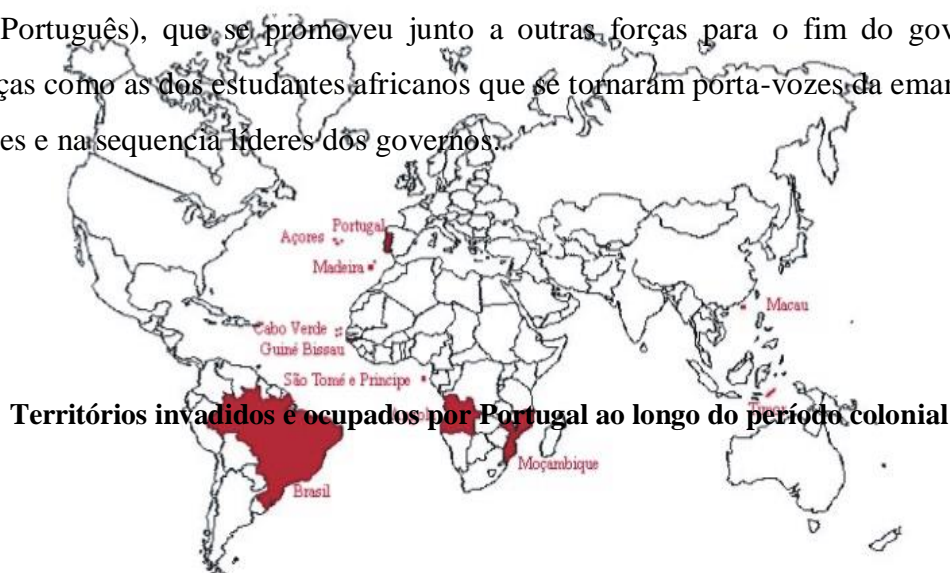 Português), que se promoveu junto a outras forças para o fim do gov
ças como as dos estudantes africanos que se tornaram porta-vozes da emar
es e na sequencia líderes dos governos.
Portugal
Açores
Madeira
Macau
Cabo Verde
Guiné Bissau
São Tomé e Principe
Territórios invadidos e ocupados por Portugal ao longo do período colonial
Moçambique
Brasil